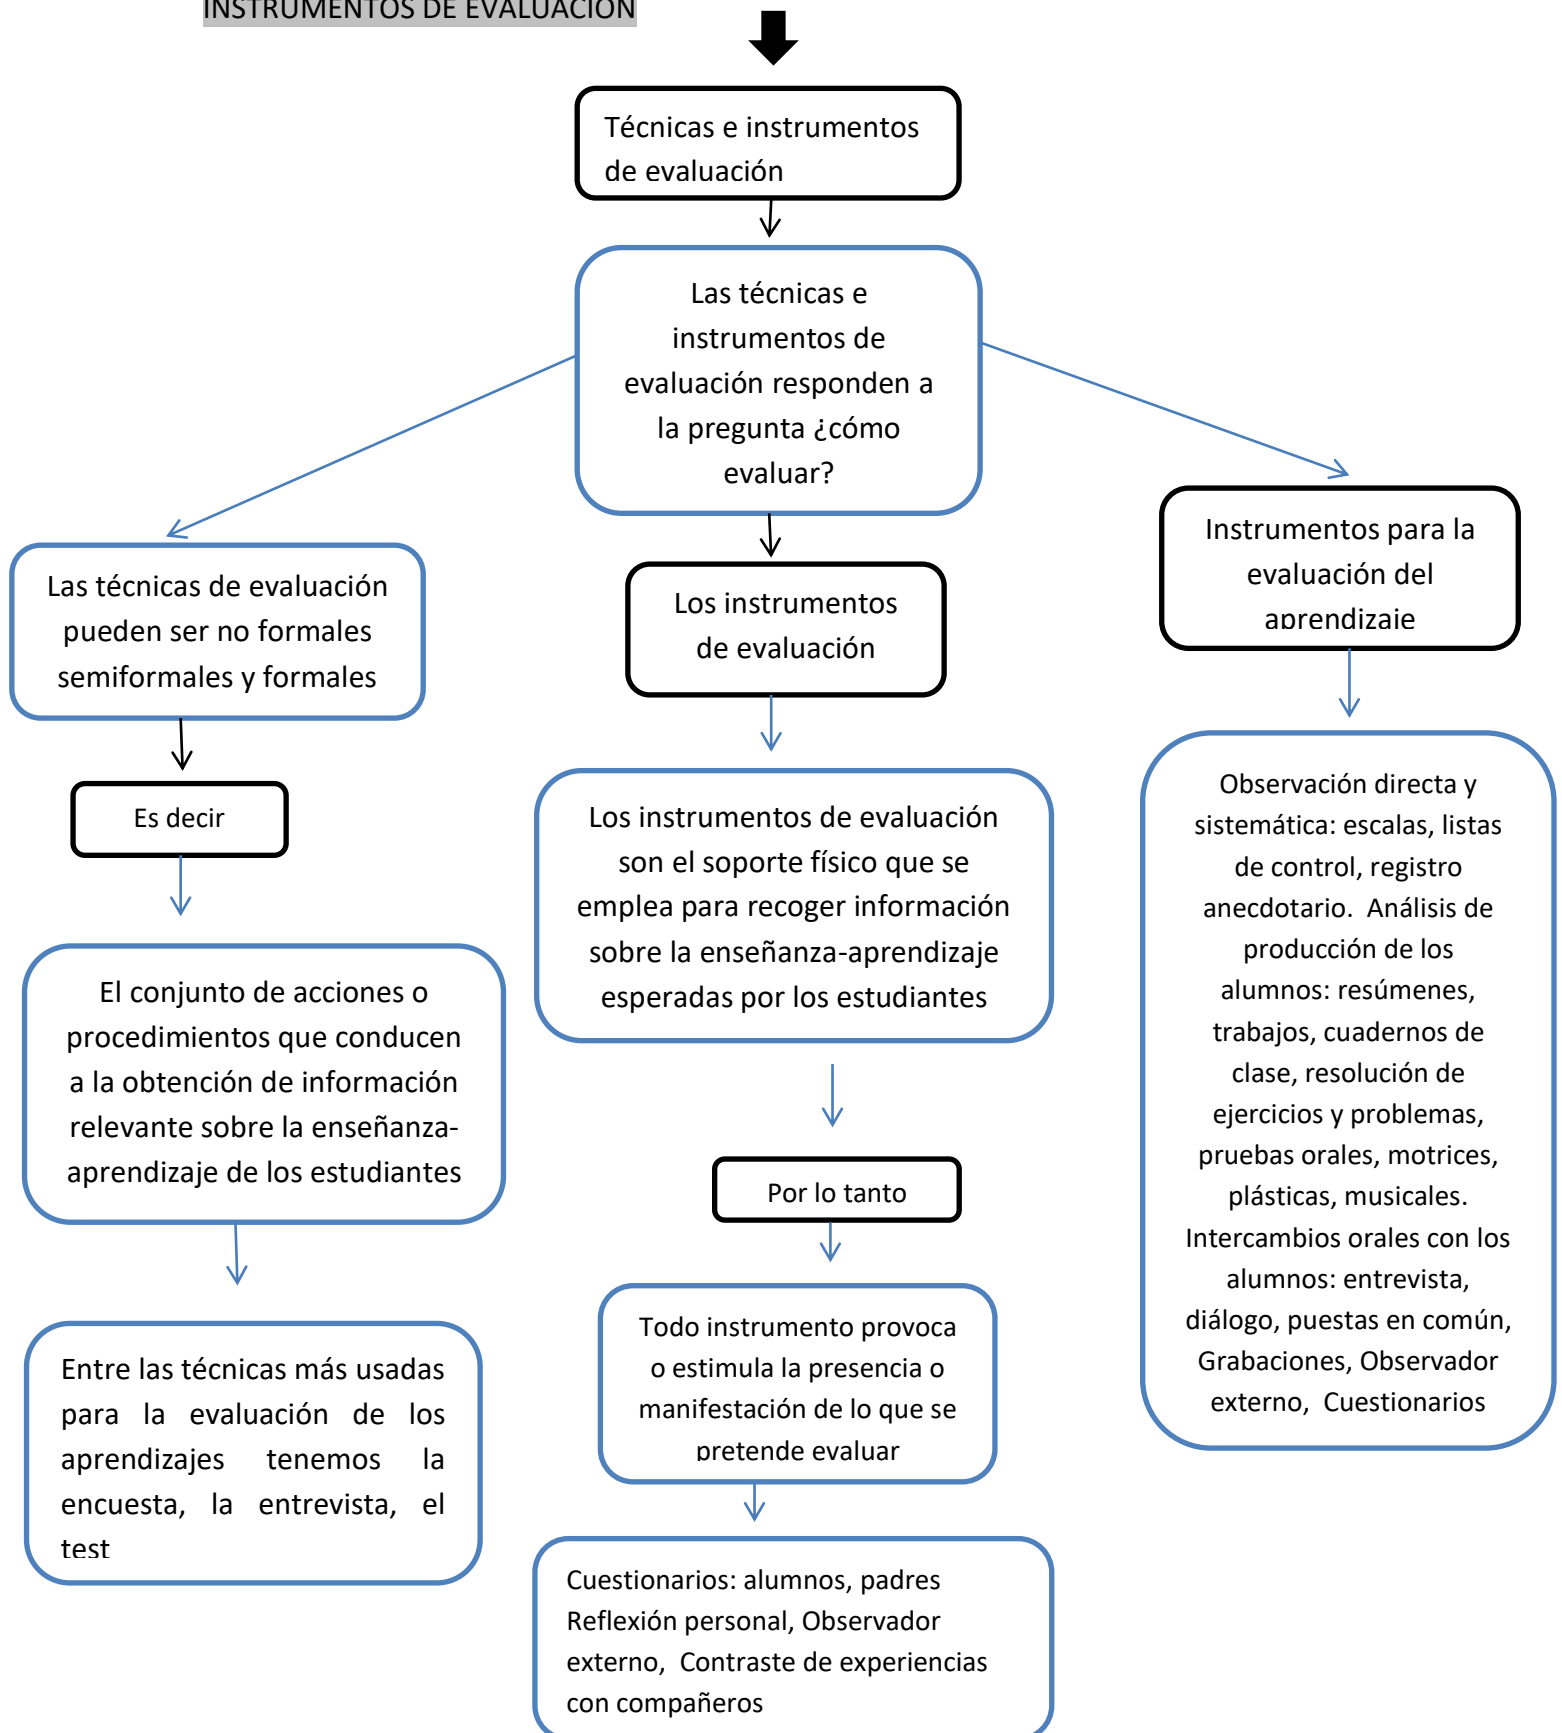 INSTRUMENTOS DE EVALUACIÓN
Técnicas e instrumentos
de evaluación
Las técnicas e
instrumentos de
evaluación responden a
la pregunta ¿cómo
evaluar?
Las técnicas de evaluación
pueden ser no formales
semiformales y formales
Es decir
El conjunto de acciones o
procedimientos que conducen
a la obtención de información
relevante sobre la enseñanza-
aprendizaje de los estudiantes
Entre las técnicas más usadas
para la evaluación de los
aprendizajes tenemos la
encuesta, la entrevista, el
test
Los instrumentos
de evaluación
Los instrumentos de evaluación
son el soporte físico que se
emplea para recoger información
sobre la enseñanza-aprendizaje
esperadas por los estudiantes
Por lo tanto
Todo instrumento provoca
o estimula la presencia o
manifestación de lo que se
pretende evaluar
Cuestionarios: alumnos, padres
Reflexión personal, Observador
externo, Contraste de experiencias
con compañeros
Instrumentos para la
evaluación del
aprendizaje
Observación directa y
sistemática: escalas, listas
de control, registro
anecdotario. Análisis de
producción de los
alumnos: resúmenes,
trabajos, cuadernos de
clase, resolución de
ejercicios y problemas,
pruebas orales, motrices,
plásticas, musicales.
Intercambios orales con los
alumnos: entrevista,
diálogo, puestas en común,
Grabaciones, Observador
externo, Cuestionarios